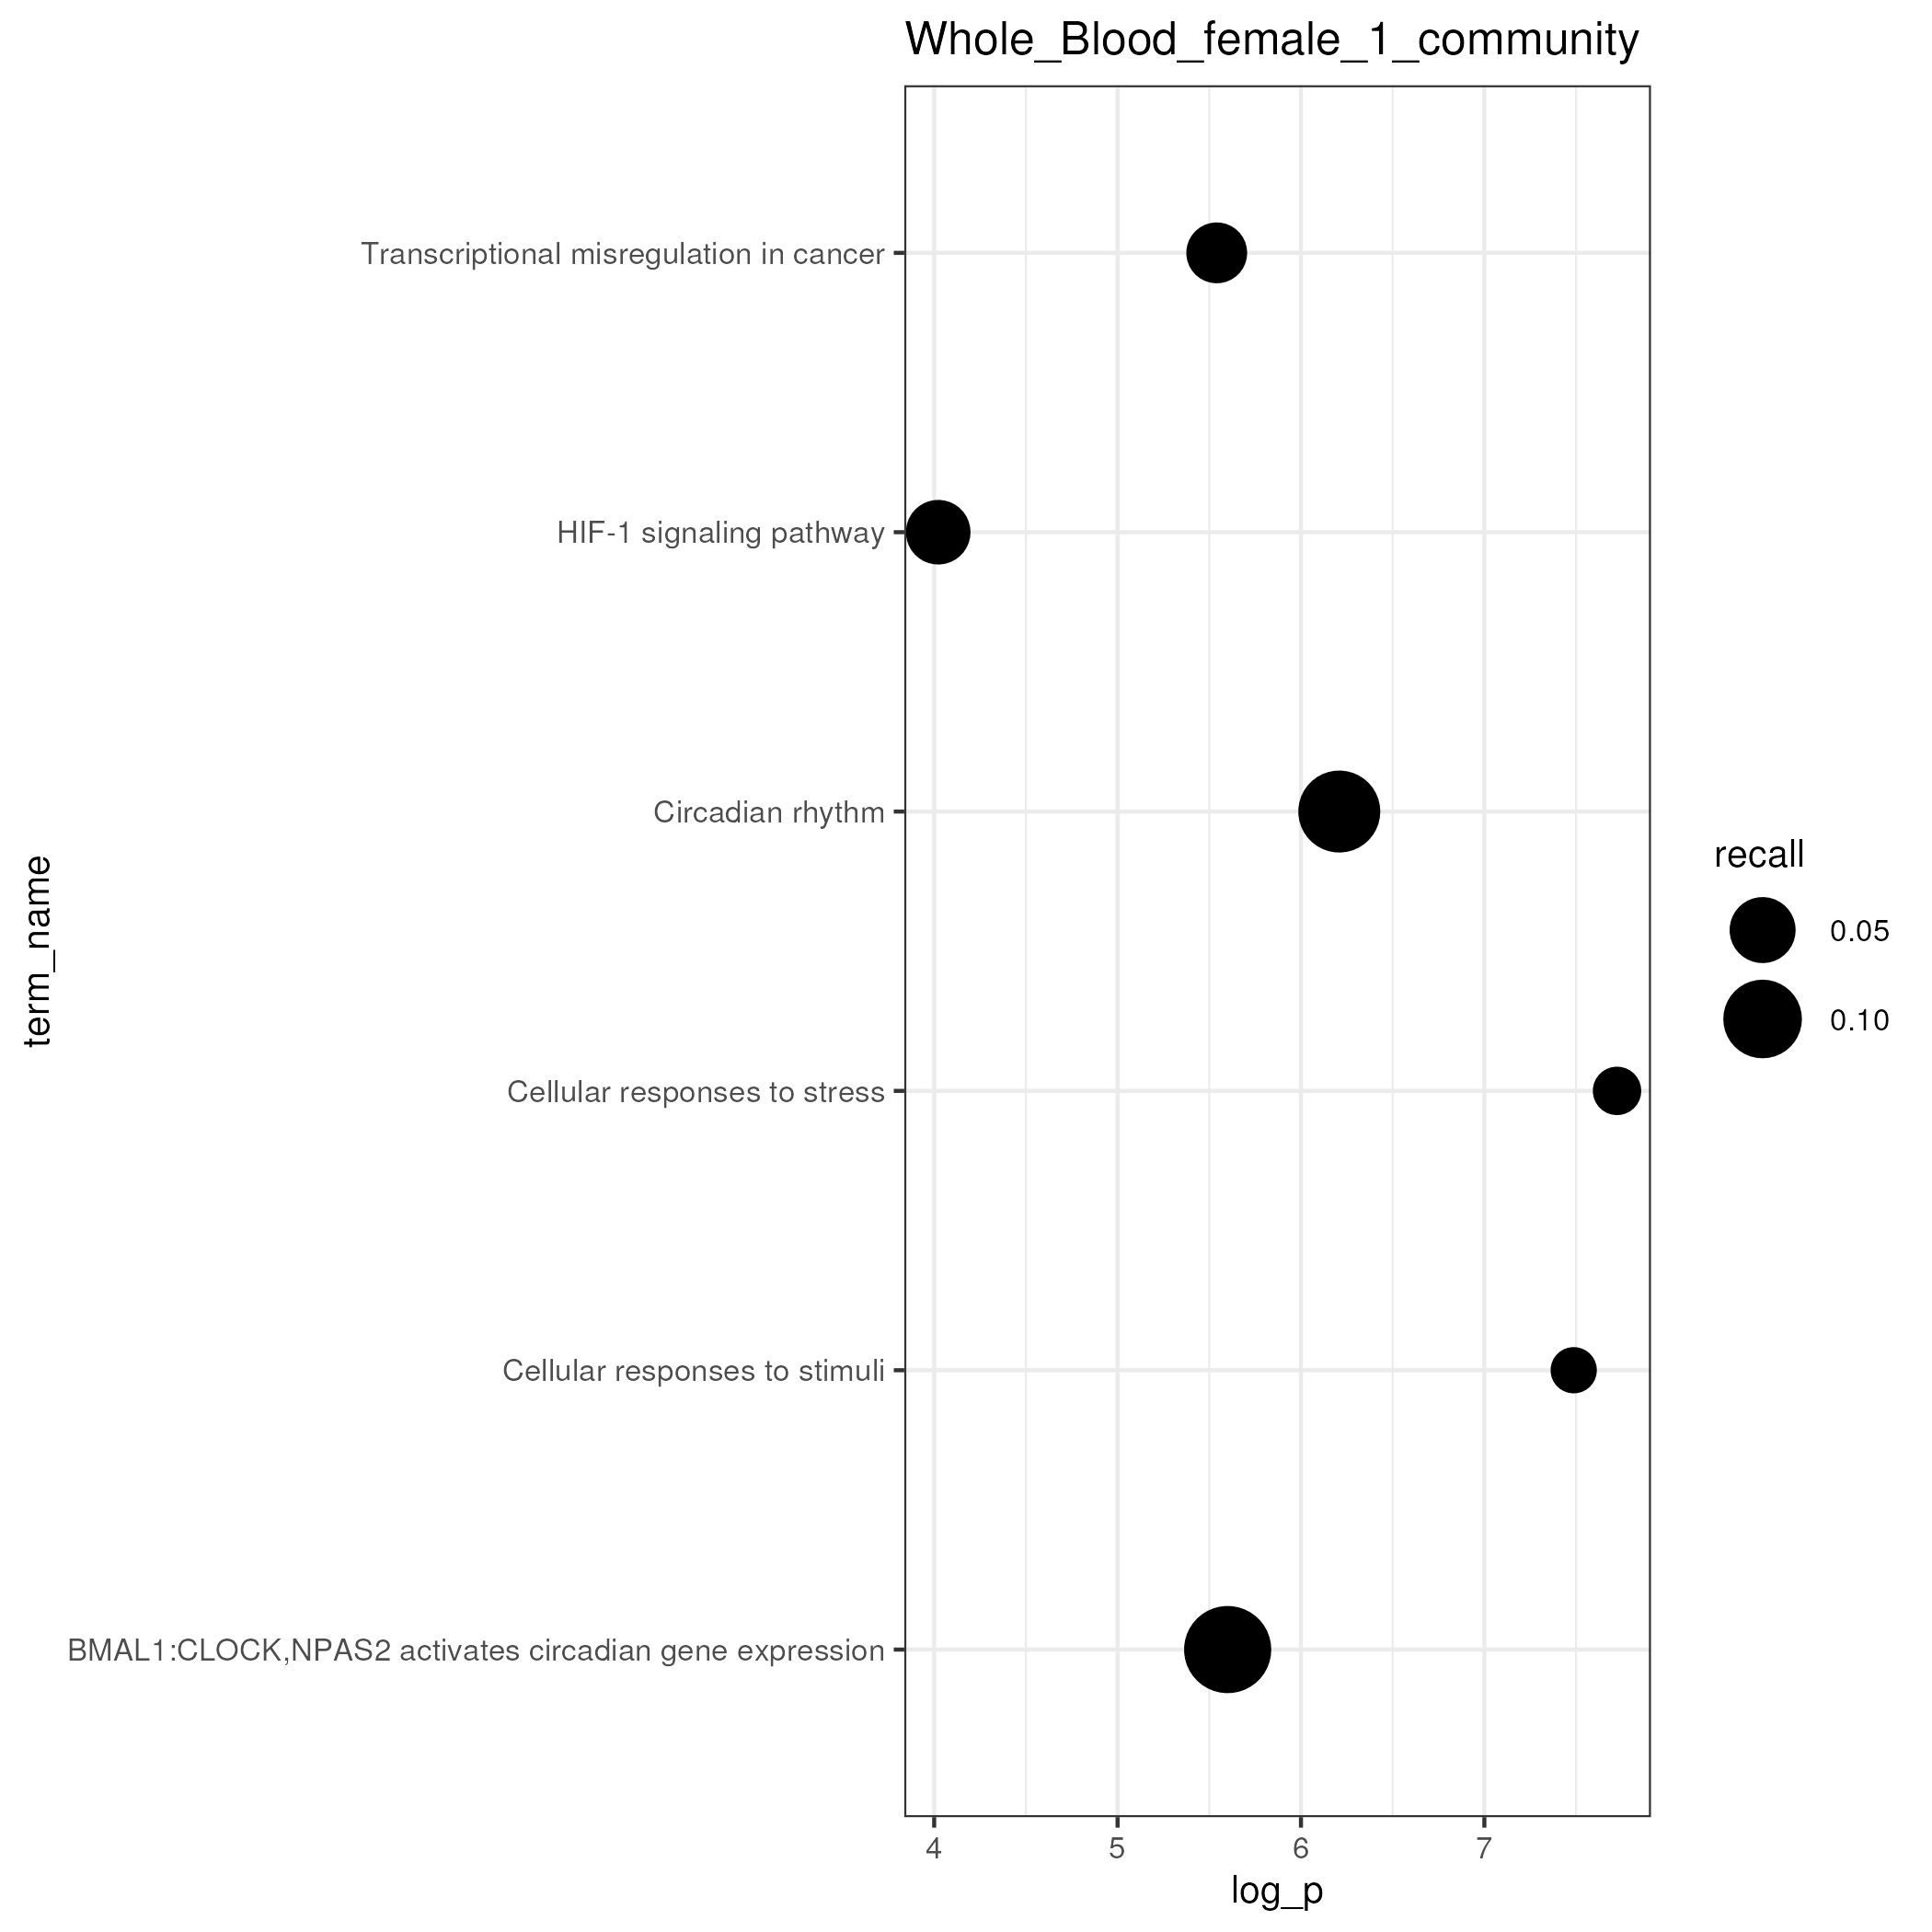 Whole_Blood_female_1_community
Transcriptional misregulation in cancer
HIF-1 signaling pathway
Circadian rhythm
Cellular responses to stress
Cellular responses to stimuli
BMAL1:CLOCK,NPAS2 activates circadian gene expression
term_name
4 5 6 7
log_p
recall
0.05
0.10